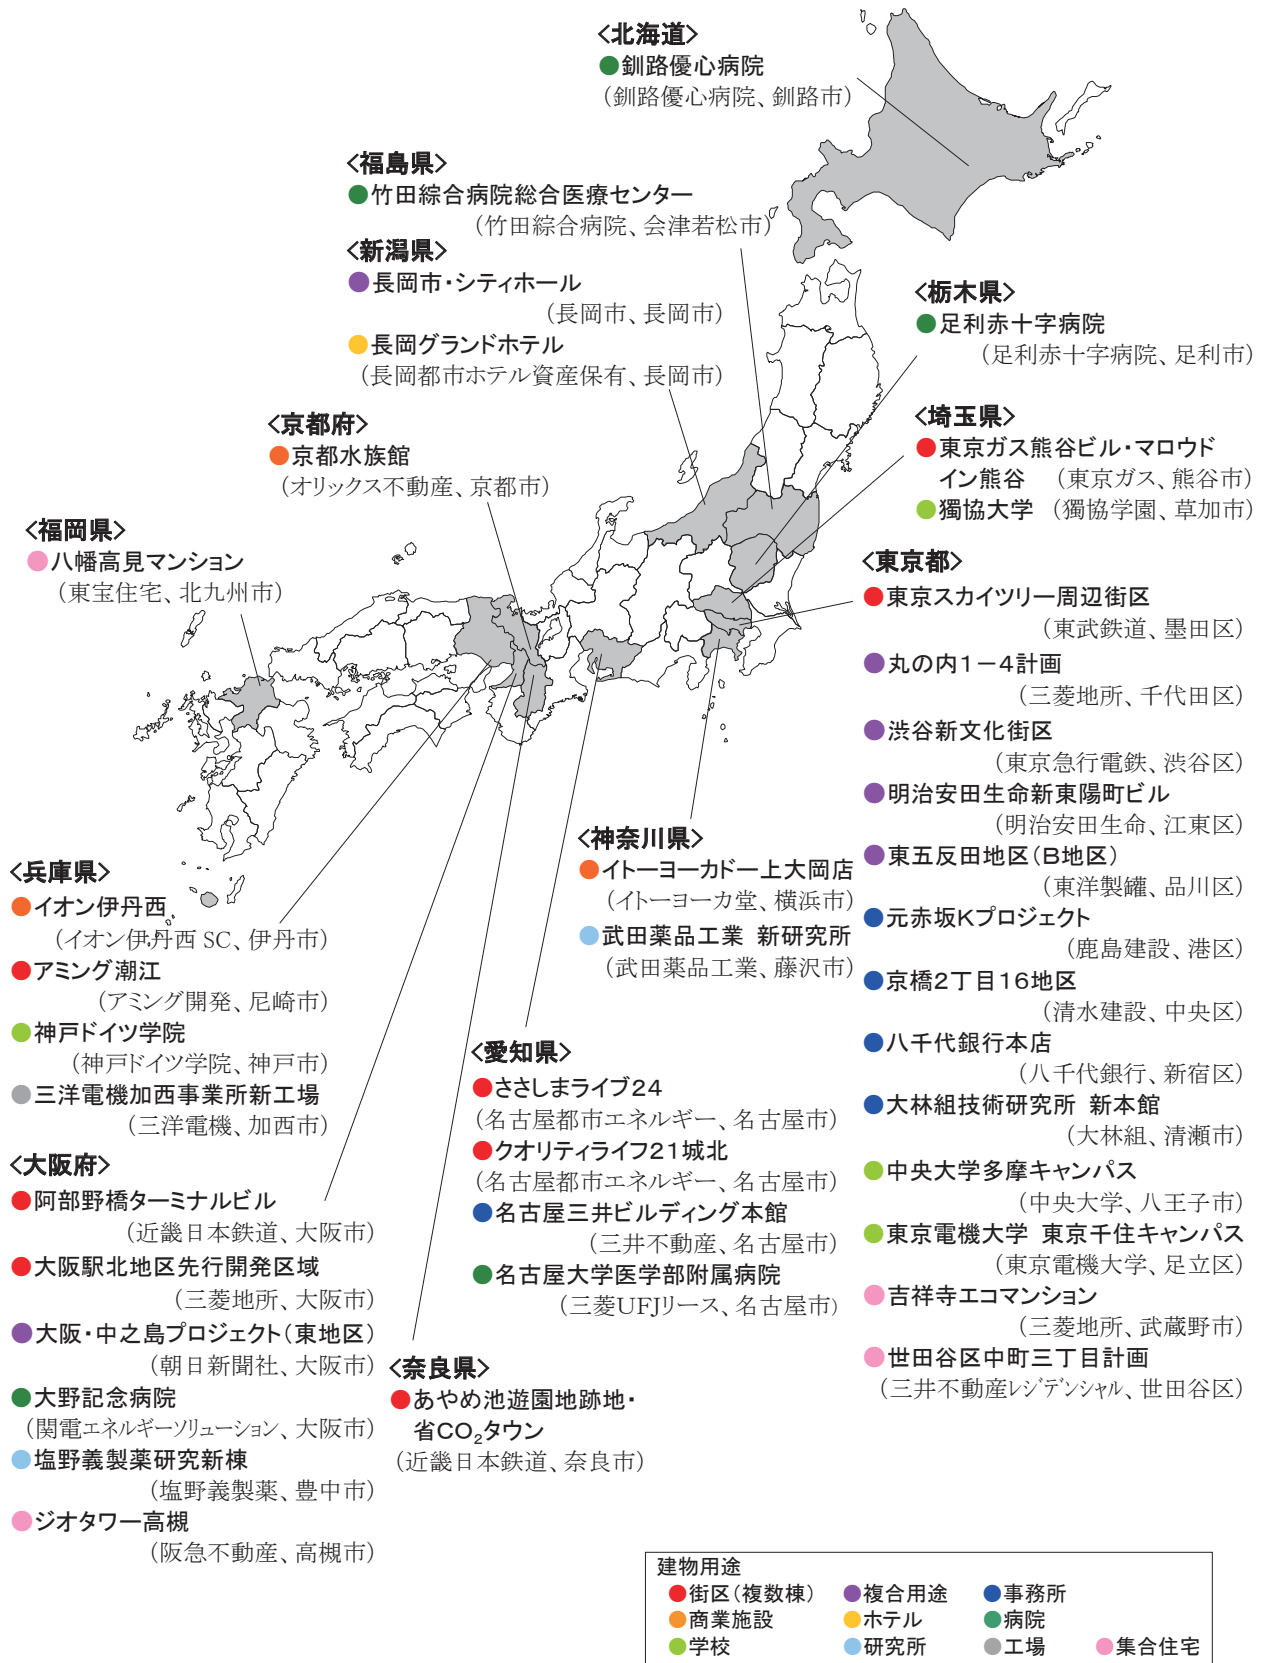 <北海道>
●釧路優心病院
（釧路優心病院、釧路市）
<福島県>
●竹田綜合病院総合医療センター
（竹田綜合病院、会津若松市）
<新潟県>
●長岡市・シティホール
（長岡市、長岡市）
●長岡グランドホテル
（長岡都市ホテル資産保有、長岡市）
<京都府>
●京都水族館
（オリックス不動産、京都市）
<福岡県>
●八幡高見マンション
（東宝住宅、北九州市）
<栃木県>
●足利赤十字病院
（足利赤十字病院、足利市）
<埼玉県>
●東京ガス熊谷ビル・マロウド
イン熊谷 （東京ガス、熊谷市）
●獨協大学 （獨協学園、草加市）
<東京都>
●東京スカイツリー周辺街区
（東武鉄道、墨田区）
●丸の内１－４計画
（三菱地所、千代田区）
●渋谷新文化街区
（東京急行電鉄、渋谷区）
●明治安田生命新東陽町ビル
（明治安田生命、江東区）
●東五反田地区（Ｂ地区）
（東洋製罐、品川区）
●元赤坂Kプロジェクト
（鹿島建設、港区）
●京橋２丁目１６地区
（清水建設、中央区）
●八千代銀行本店
（八千代銀行、新宿区）
●大林組技術研究所 新本館
（大林組、清瀬市）
●中央大学多摩キャンパス
（中央大学、八王子市）
●東京電機大学 東京千住キャンパス
（東京電機大学、足立区）
●吉祥寺エコマンション
（三菱地所、武蔵野市）
●世田谷区中町三丁目計画
（三井不動産レジデンシャル、世田谷区）
<神奈川県>
●イトーヨーカドー上大岡店
（イトーヨーカ堂、横浜市）
●武田薬品工業 新研究所
（武田薬品工業、藤沢市）
<兵庫県>
●イオン伊丹西
（イオン伊丹西 SC、伊丹市）
●アミング潮江
（アミング開発、尼崎市）
●神戸ドイツ学院
（神戸ドイツ学院、神戸市）
●三洋電機加西事業所新工場
（三洋電機、加西市）
<大阪府>
●阿部野橋ターミナルビル
（近畿日本鉄道、大阪市）
●大阪駅北地区先行開発区域
（三菱地所、大阪市）
●大阪・中之島プロジェクト（東地区）
（朝日新聞社、大阪市）
●大野記念病院
（関電エネルギーソリューション、大阪市）
●塩野義製薬研究新棟
（塩野義製薬、豊中市）
●ジオタワー高槻
（阪急不動産、高槻市）
<愛知県>
●ささしまライブ２４
（名古屋都市エネルギー、名古屋市）
●クオリティライフ２１城北
（名古屋都市エネルギー、名古屋市）
●名古屋三井ビルディング本館
（三井不動産、名古屋市）
●名古屋大学医学部附属病院
（三菱UFJリース、名古屋市）
<奈良県>
●あやめ池遊園地跡地・
省CO₂タウン
（近畿日本鉄道、奈良市）
建物用途
●街区（複数棟） ●複合用途 ●事務所
●商業施設 ●ホテル ●病院
●学校 ●研究所 ●工場 ●集合住宅